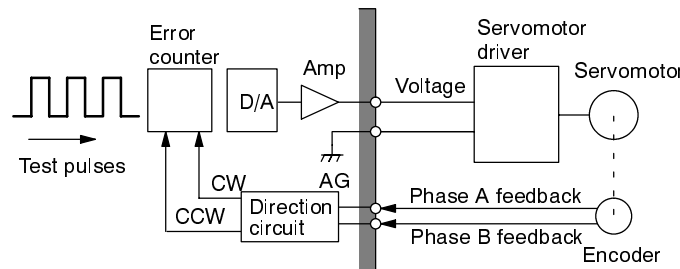 Error
counter
Test pulses
D/A
Amp
AG
CW
CCW
Direction
circuit
Voltage
Servomotor
driver
Servomotor
Phase A feedback
Phase B feedback
Encoder